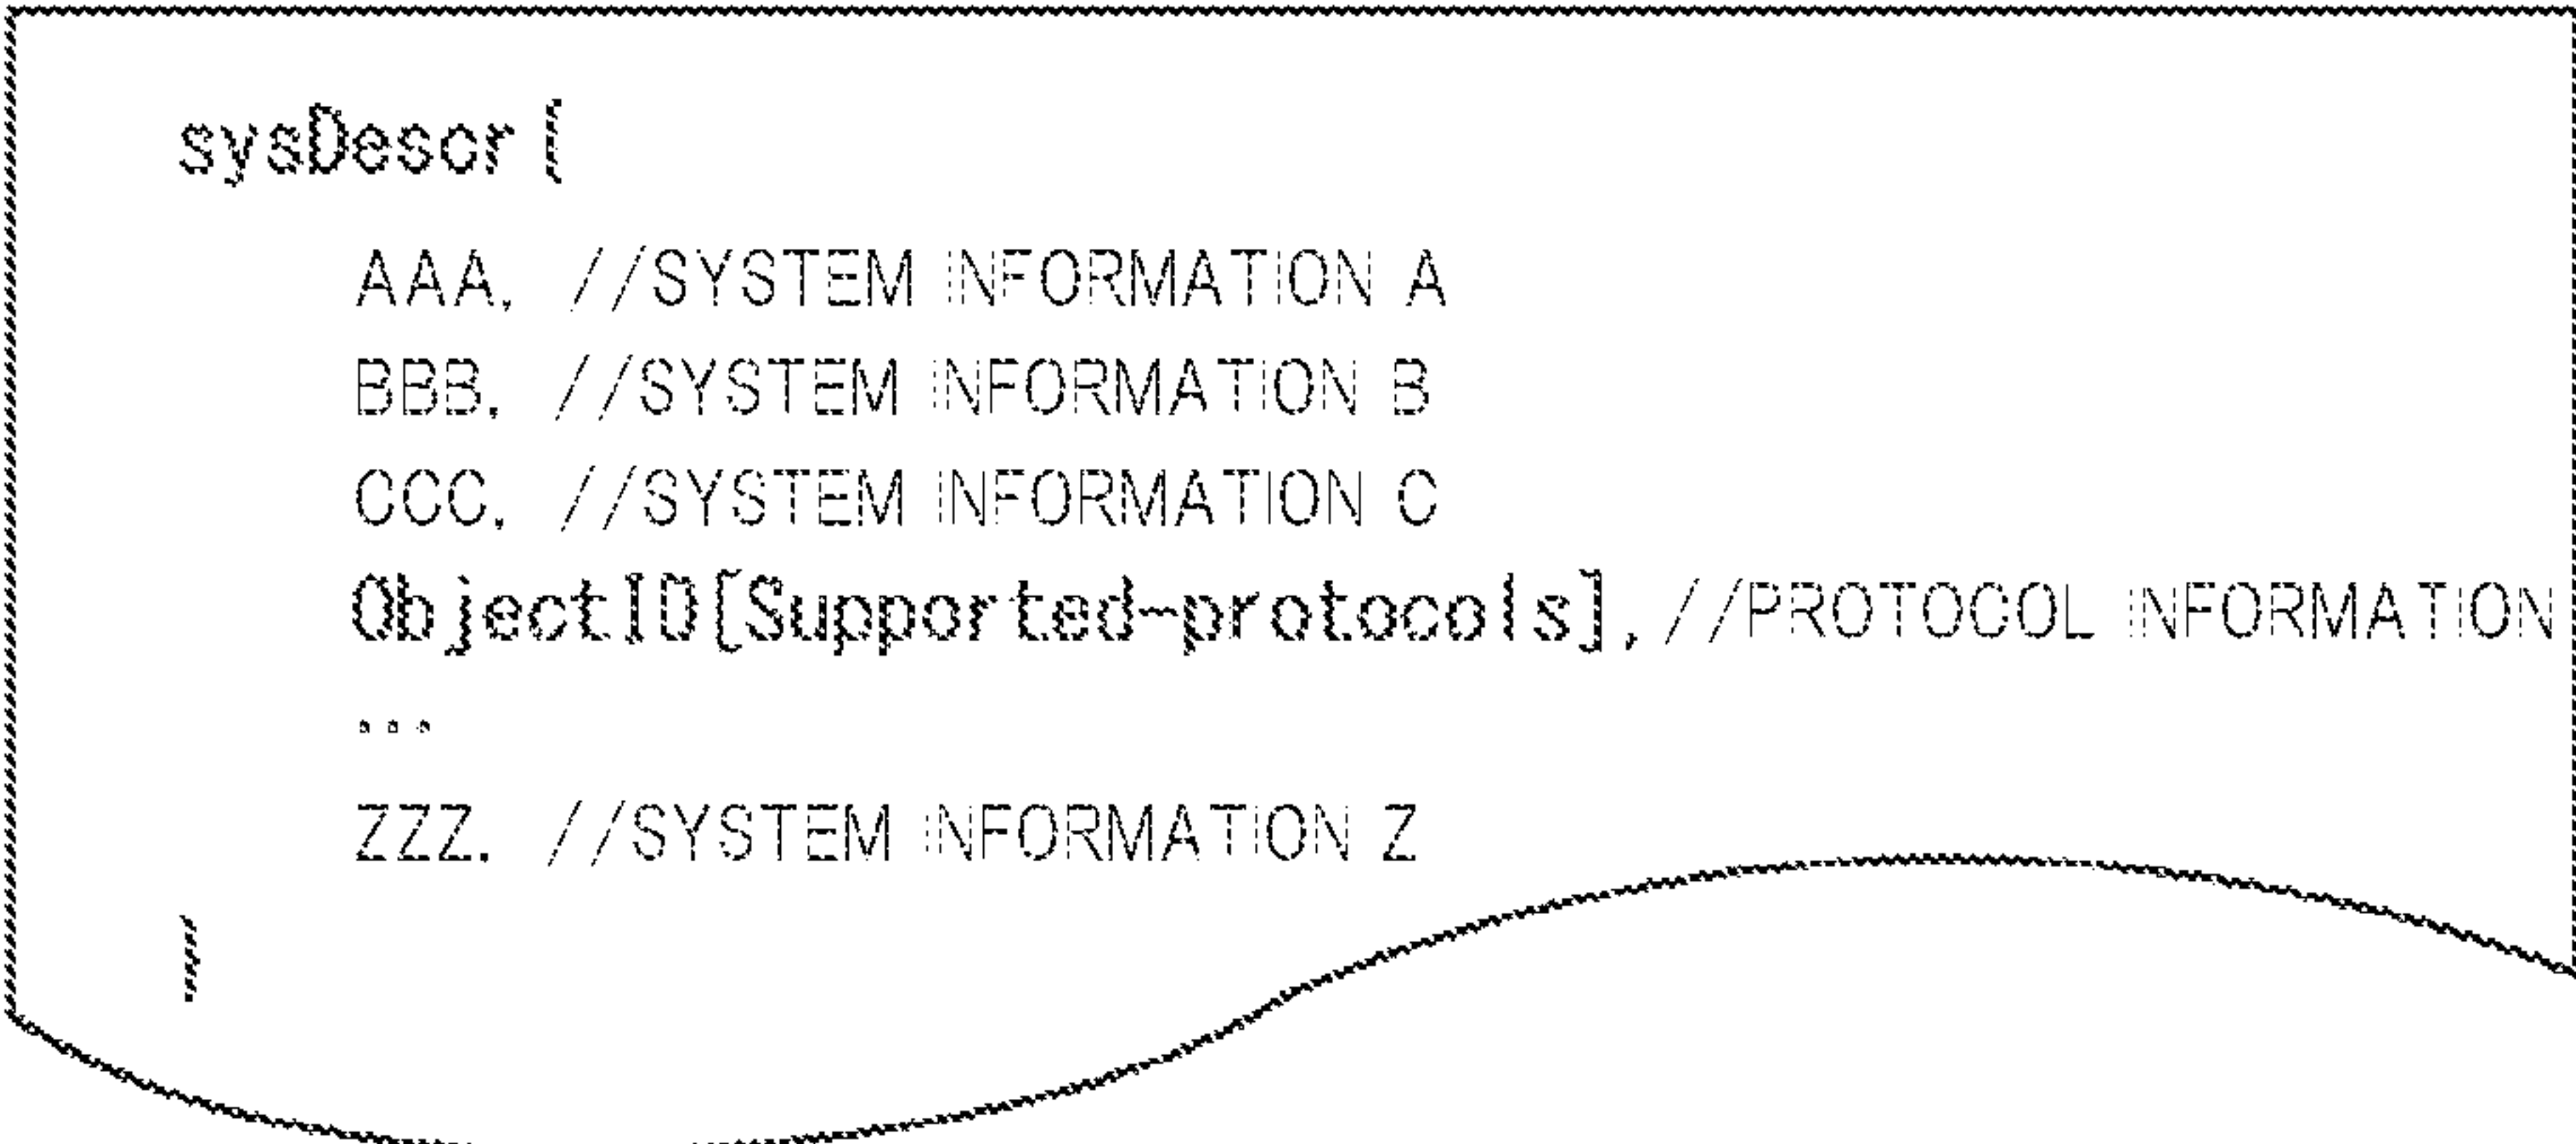 sysDescr {
AAA, //SYSTEM INFORMATION A
BBB, //SYSTEM INFORMATION B
CCC, //SYSTEM INFORMATION C
ObjectID[Supported-protocols], //PROTOCOL INFORMATION
...
ZZZ, //SYSTEM INFORMATION Z
}